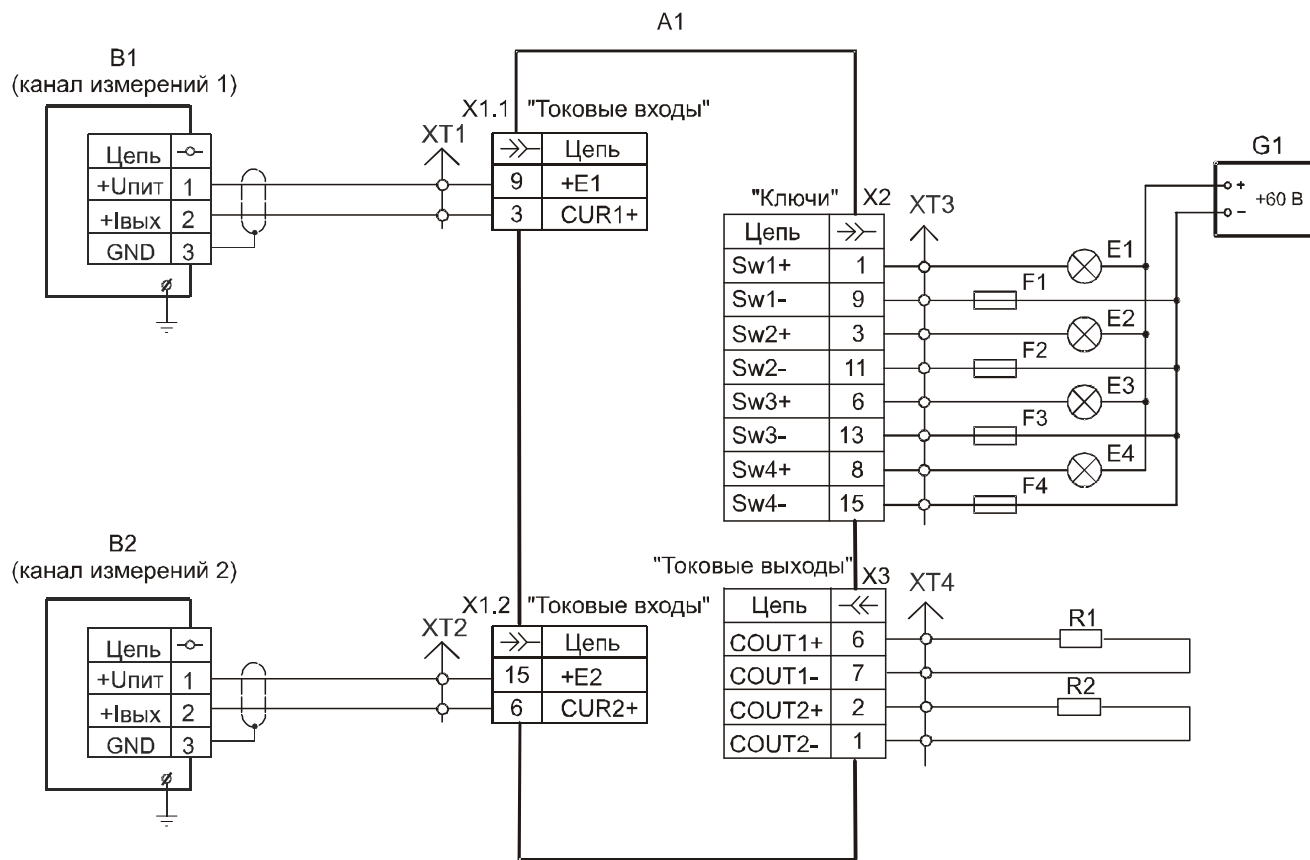 A1
B1
(канал измерений 1)
Цепь
+Uпит 1
+Iвых 2
GND 3
XT1
X1.1 "Токовые входы"
Цепь
9 +E1
3 CUR1+
"Ключи" X2
XT3
Цепь
Sw1+ 1
Sw1- 9
Sw2+ 3
Sw2- 11
Sw3+ 6
Sw3- 13
Sw4+ 8
Sw4- 15
E1
F1
E2
F2
E3
F3
E4
F4
G1
+
+60 В
–
B2
(канал измерений 2)
Цепь
+Uпит 1
+Iвых 2
GND 3
XT2
X1.2 "Токовые входы"
Цепь
15 +E2
6 CUR2+
"Токовые выходы" X3
XT4
Цепь
COUT1+ 6
COUT1- 7
COUT2+ 2
COUT2- 1
R1
R2